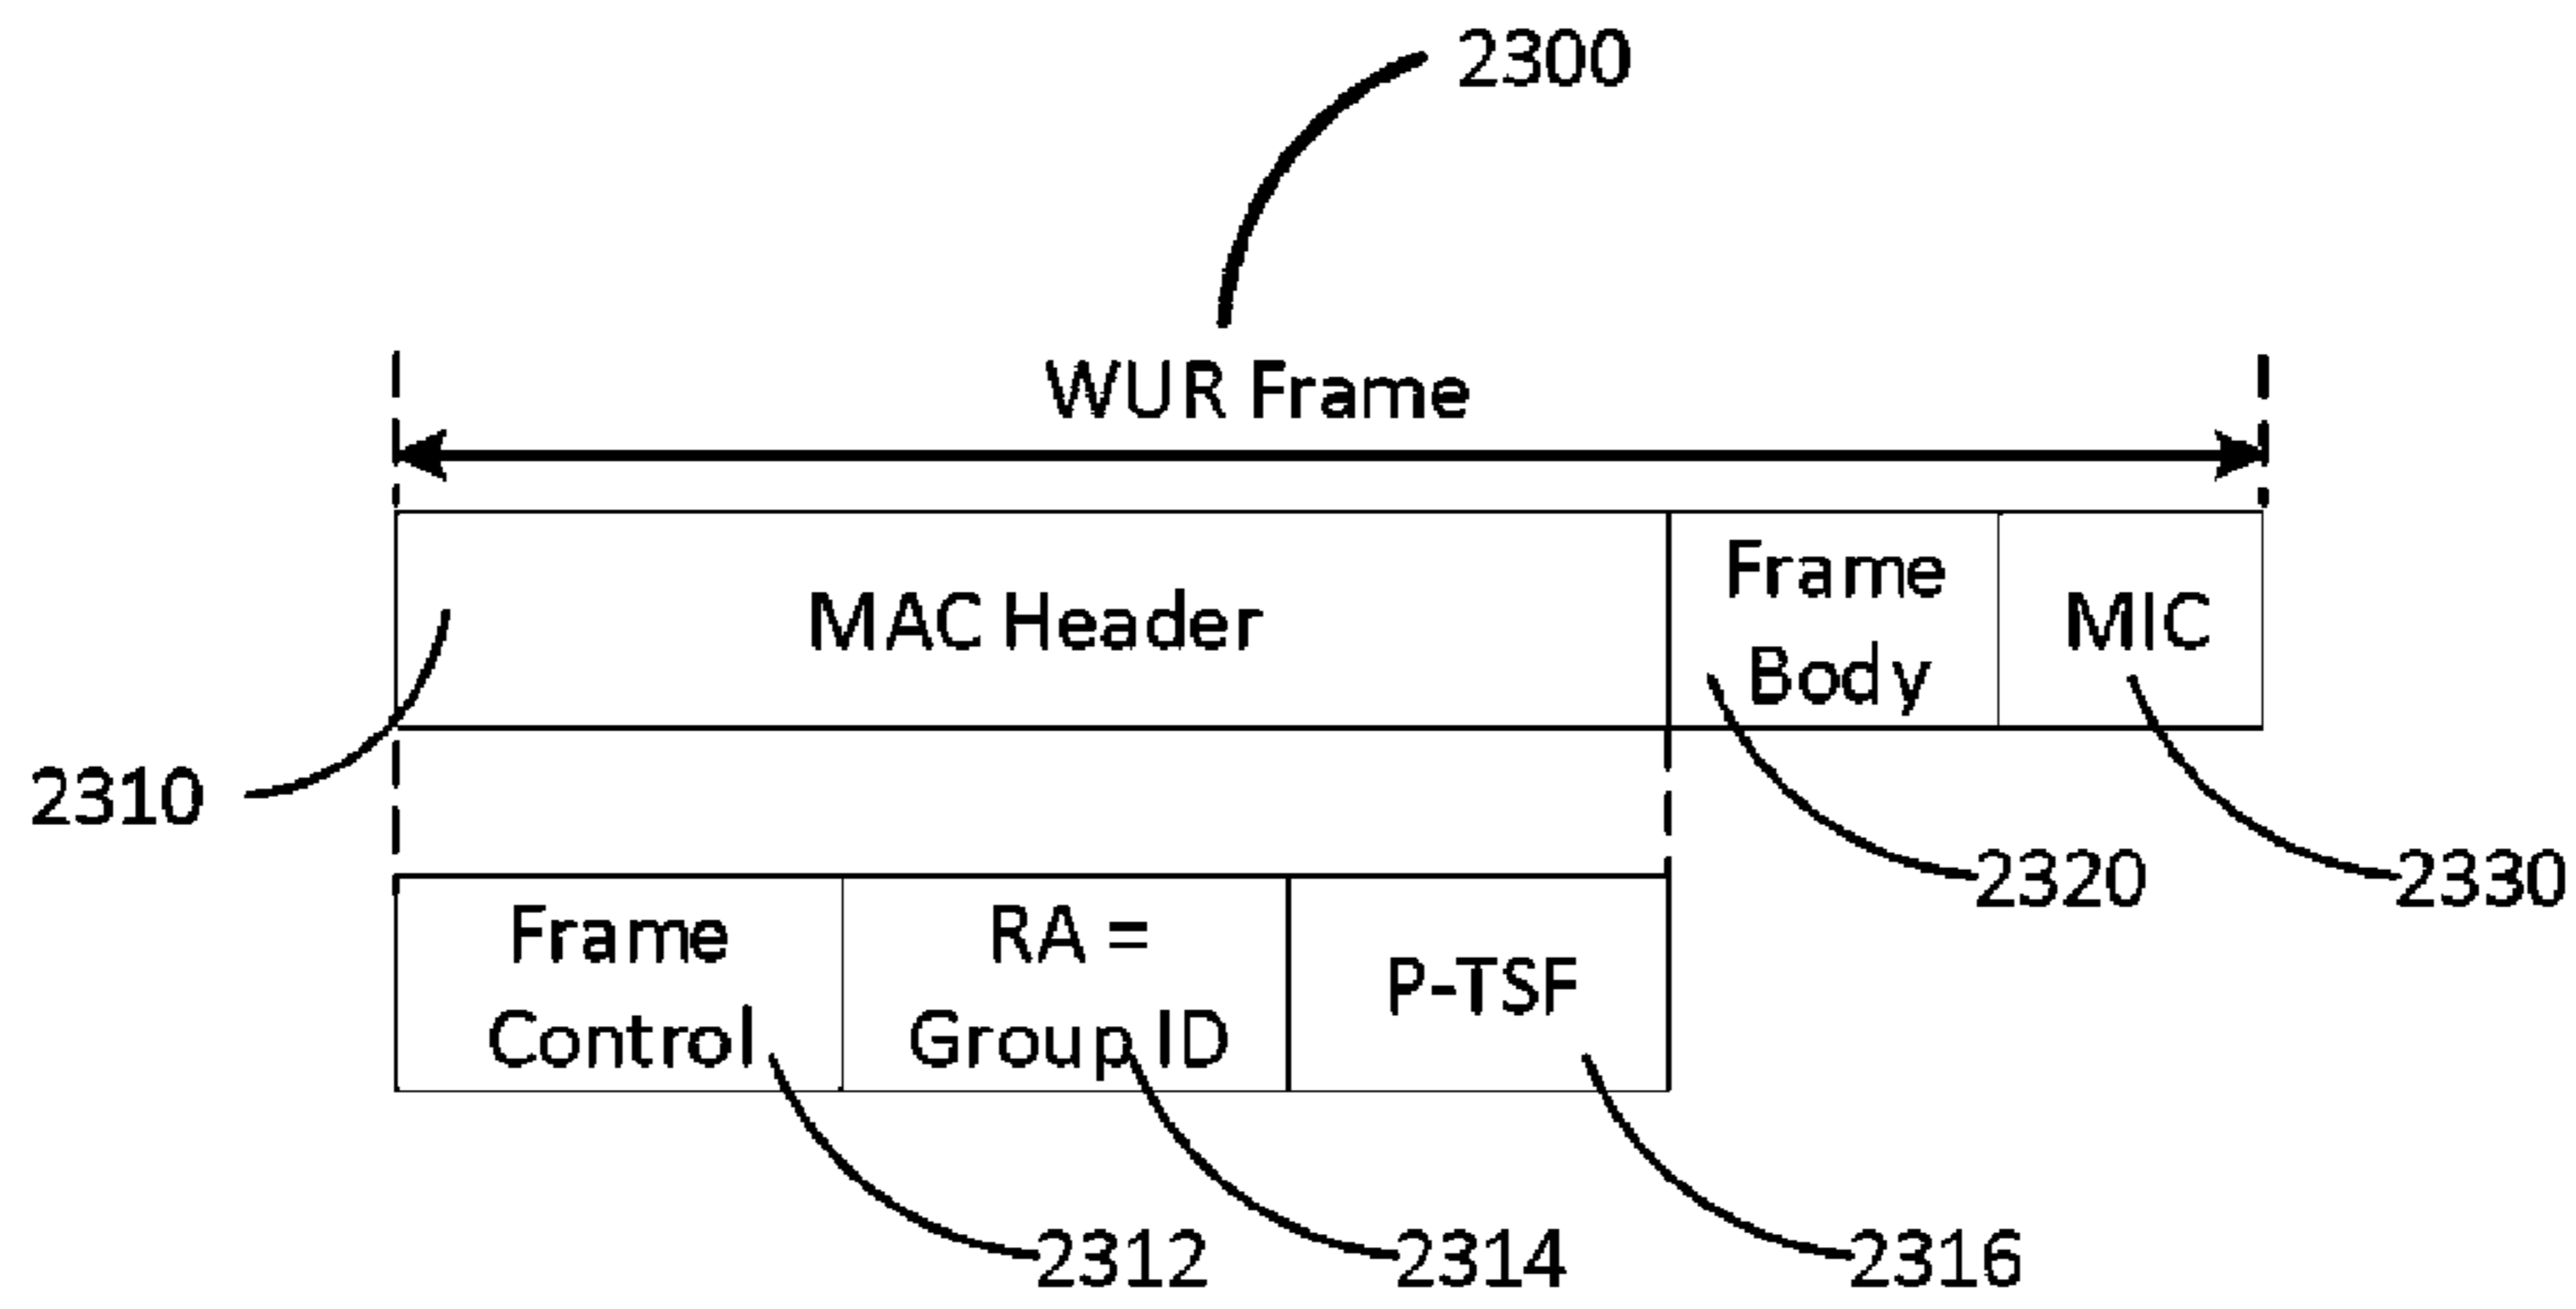 2300
WUR Frame
MAC Header
Frame
Body
MIC
2310
2320
2330
Frame
Control
RA =
Group ID
P-TSF
2312
2314
2316